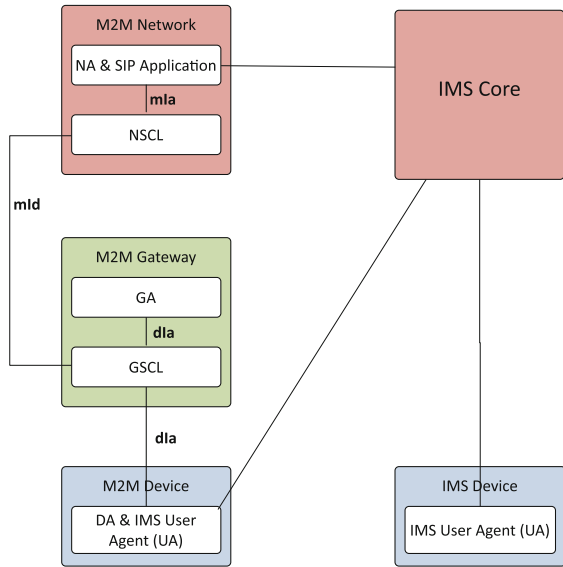 M2M Network
NA & SIP Application
mIa
NSCL
IMS Core
mId
M2M Gateway
GA
dIa
GSCL
dIa
M2M Device
DA & IMS User
Agent (UA)
IMS Device
IMS User Agent (UA)